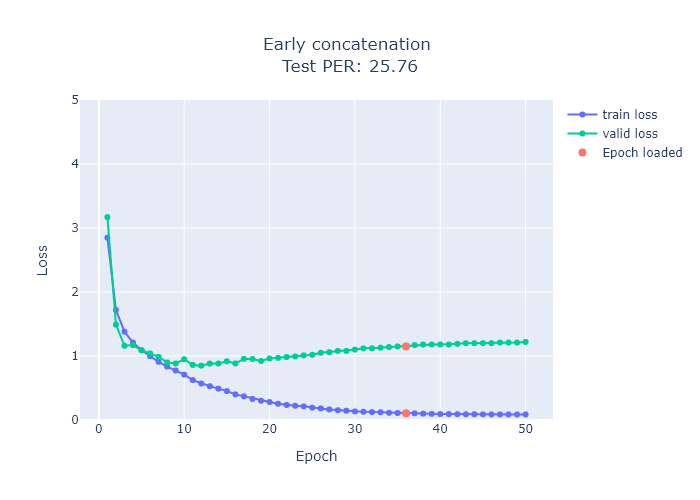 Early concatenation
Test PER: 25.76
5
4
3
2
1
0
Loss
0
10
20
30
40
50
Epoch
train loss
valid loss
Epoch loaded